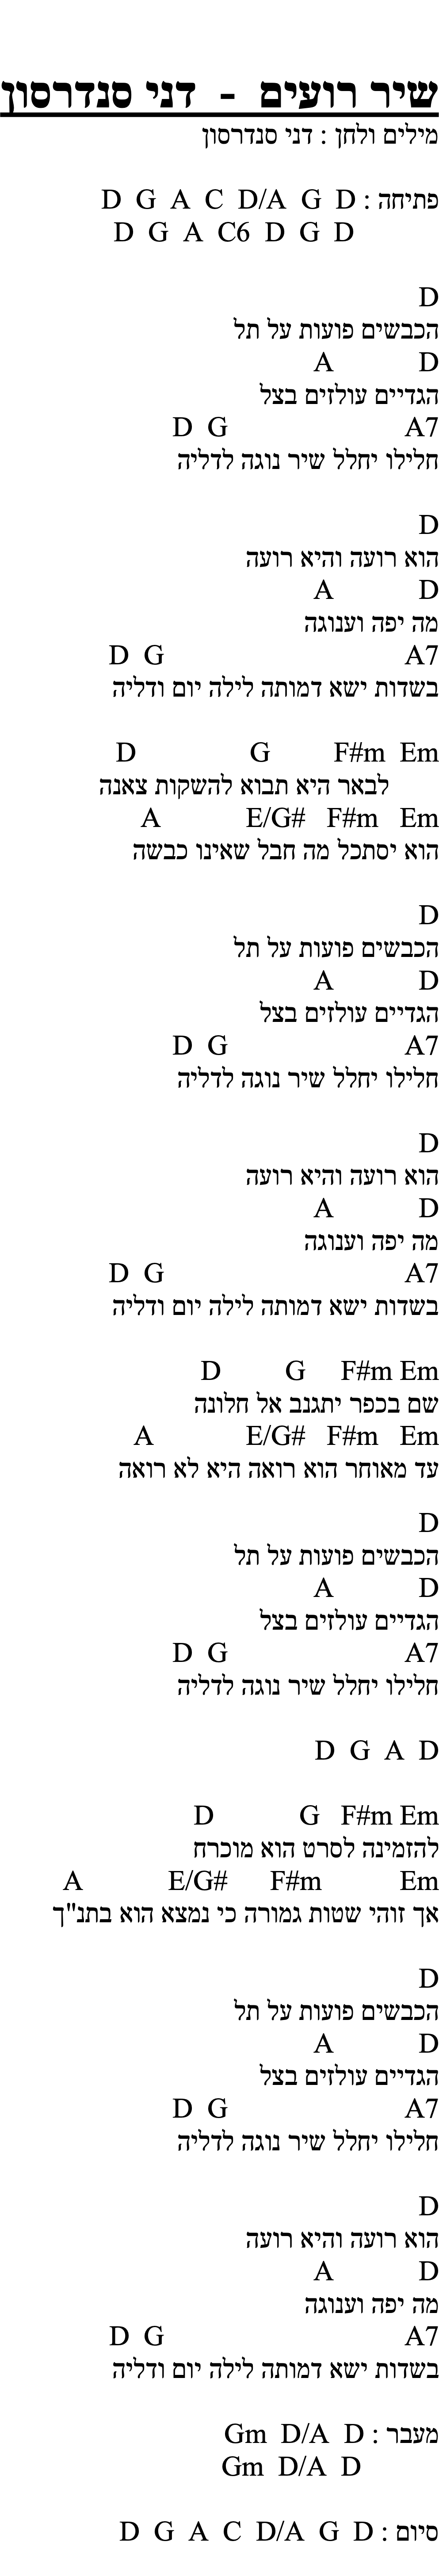 שיר רועים - דני סנדרסון
מילים ולחן : דני סנדרסון
פתיחה : D G A C D/A G D
D G A C6 D G D
D
הכבשים פועות על תל
A D
הגדיים עולזים בצל
D G A7
חלילו יחלל שיר נוגה לדליה
D
הוא רועה והיא רועה
A D
מה יפה וענוגה
D G A7
בשדות ישא דמותה לילה יום ודליה
D G F#m Em
לבאר היא תבוא להשקות צאנה
A E/G# F#m Em
הוא יסתכל מה חבל שאינו כבשה
D
הכבשים פועות על תל
A D
הגדיים עולזים בצל
D G A7
חלילו יחלל שיר נוגה לדליה
D
הוא רועה והיא רועה
A D
מה יפה וענוגה
D G A7
בשדות ישא דמותה לילה יום ודליה
D G F#m Em
שם בכפר יתגנב אל חלונה
A E/G# F#m Em
עד מאוחר הוא רואה היא לא רואה
D
הכבשים פועות על תל
A D
הגדיים עולזים בצל
D G A7
חלילו יחלל שיר נוגה לדליה
D G A D
D G F#m Em
להזמינה לסרט הוא מוכרח
A E/G# F#m Em
אך זוהי שטות גמורה כי נמצא הוא בתנ"ך
D
הכבשים פועות על תל
A D
הגדיים עולזים בצל
D G A7
חלילו יחלל שיר נוגה לדליה
D
הוא רועה והיא רועה
A D
מה יפה וענוגה
D G A7
בשדות ישא דמותה לילה יום ודליה
מעבר : Gm D/A D
Gm D/A D
סיום : D G A C D/A G D